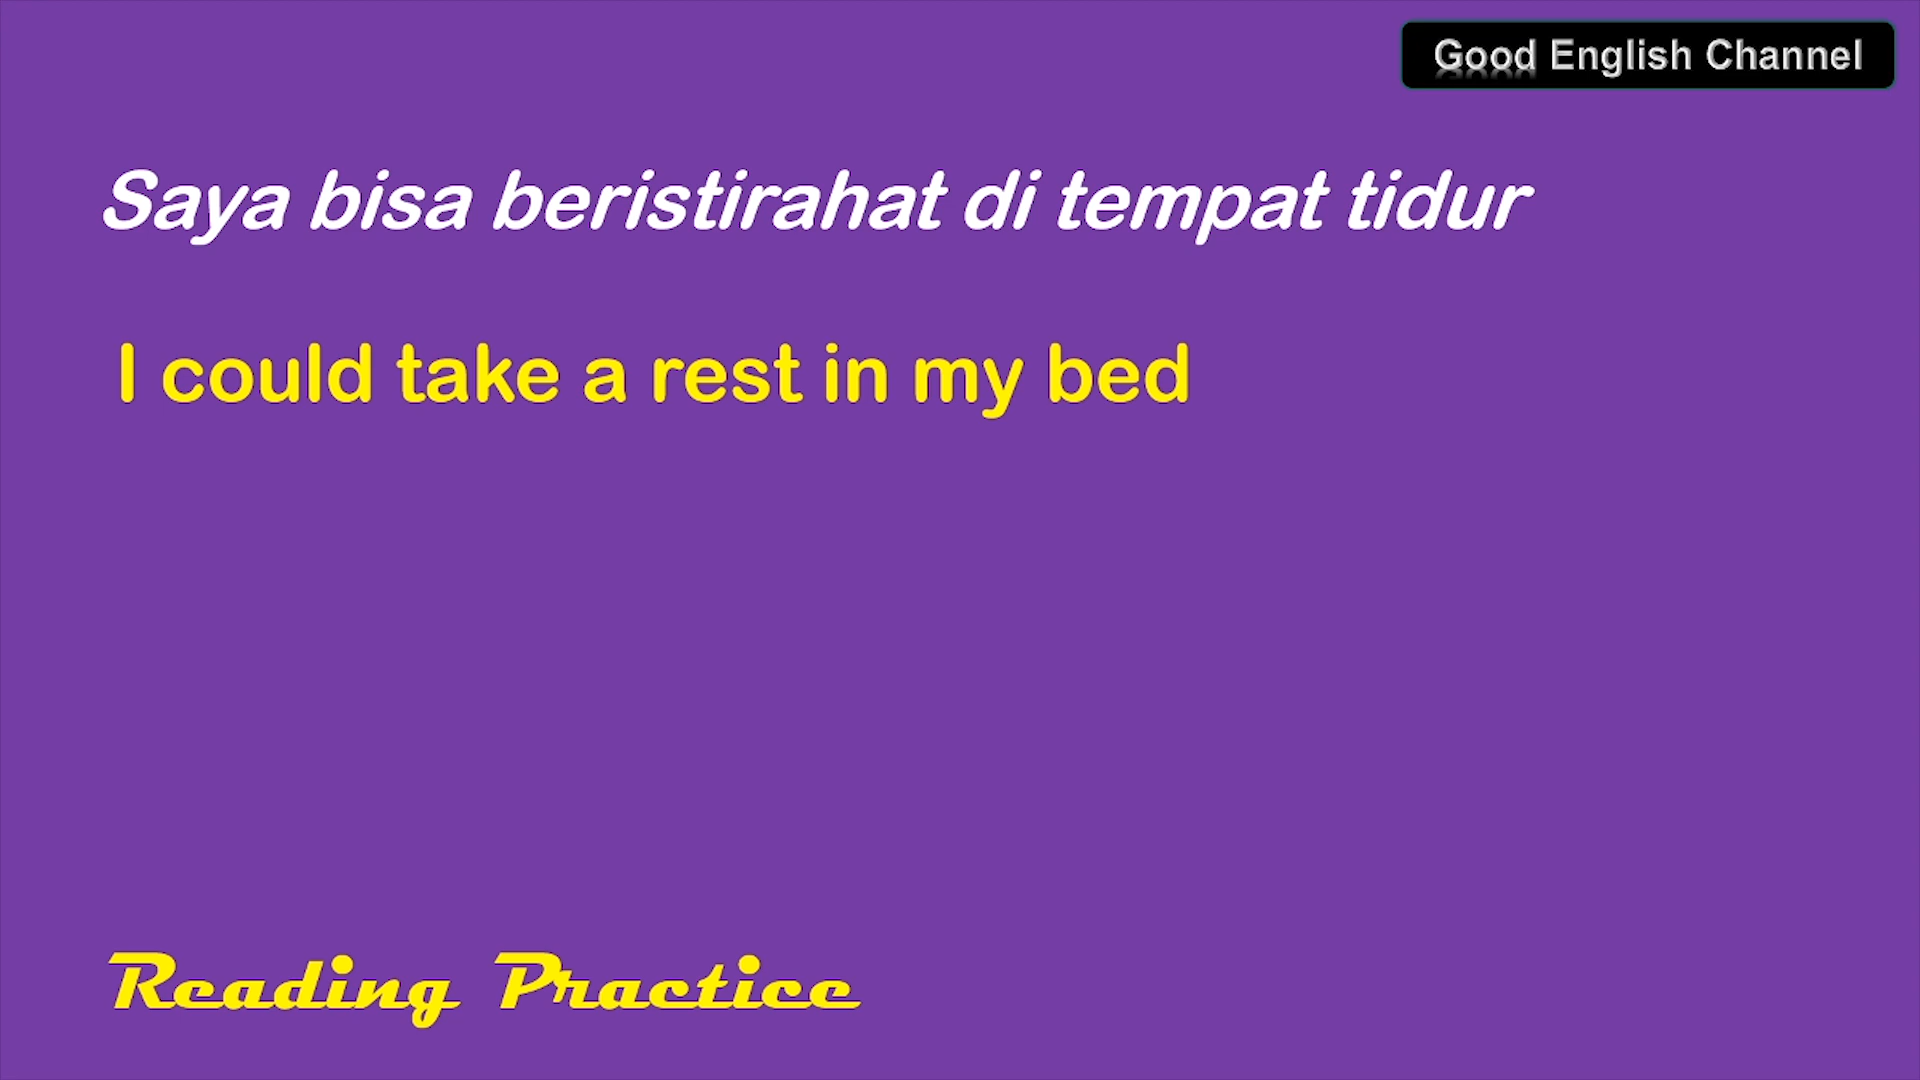 Good English Channel
Saya bisa beristirahat di tempat tidur
I could take a rest in my bed
Reading Practice